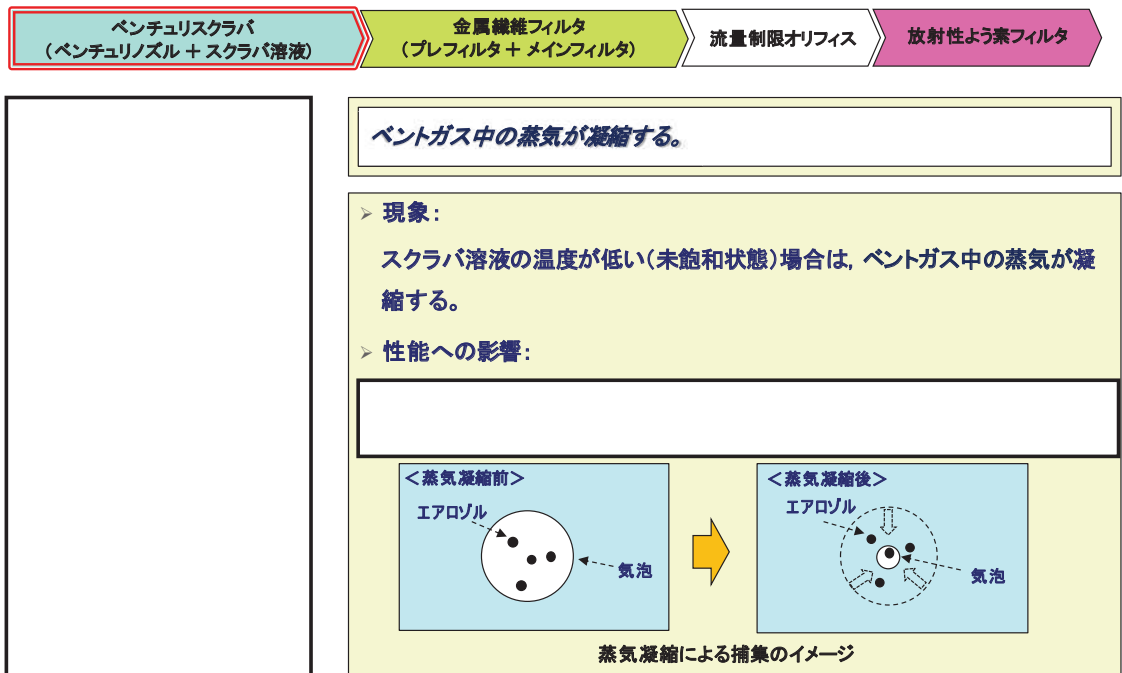 ベンチュリスクラバ
（ベンチュリノズル ＋ スクラバ溶液）
金属繊維フィルタ
（プレフィルタ ＋ メインフィルタ）
流量制限オリフィス
放射性よう素フィルタ
ベントガス中の蒸気が凝縮する。
➢ 現象：
スクラバ溶液の温度が低い（未飽和状態）場合は，ベントガス中の蒸気が凝
縮する。
➢ 性能への影響：
＜蒸気凝縮前＞
エアロゾル
気泡
＜蒸気凝縮後＞
エアロゾル
気泡
蒸気凝縮による捕集のイメージ